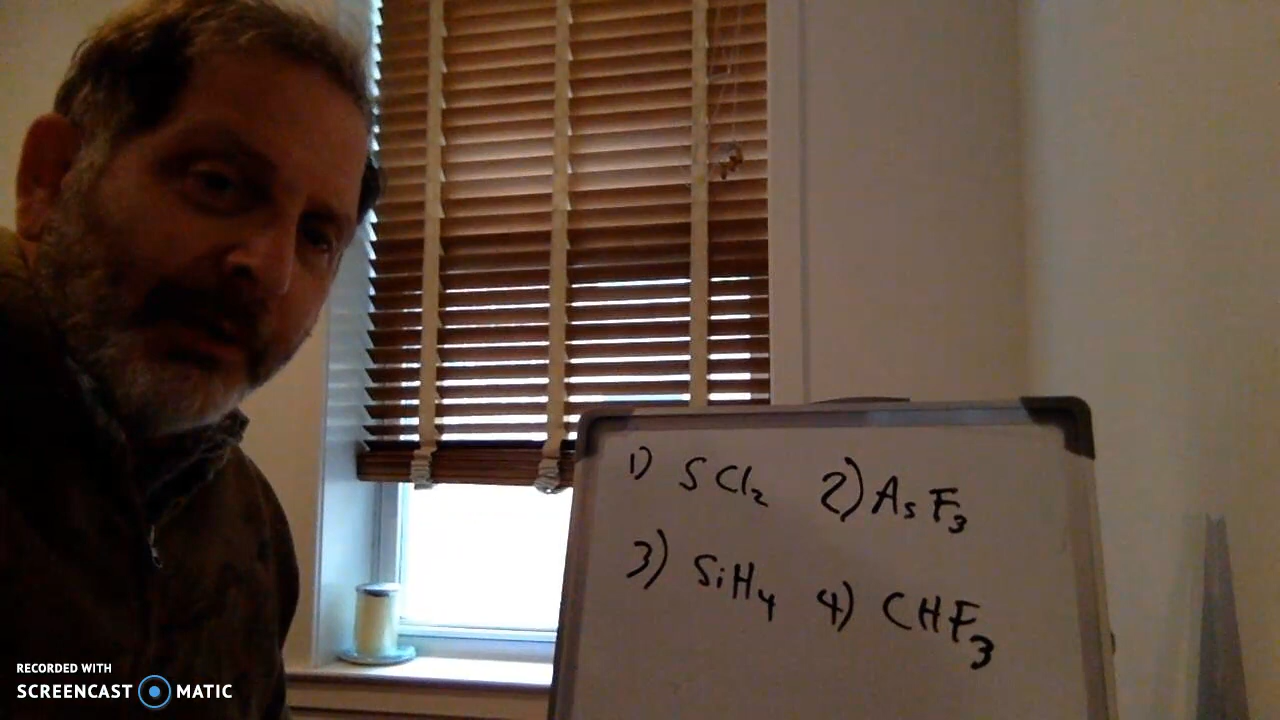 1) SCl₂ 2) AsF₃
3) SiH₄ 4) CHF₃
RECORDED WITH
SCREENCAST MATIC